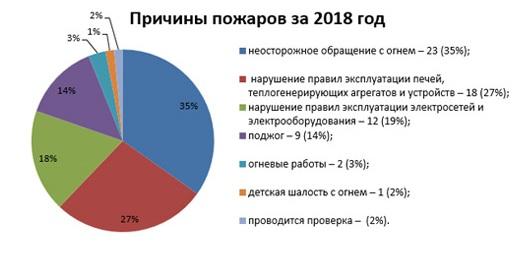 Причины пожаров за 2018 год
2%
1%
3%
14%
35%
18%
27%
неосторожное обращение с огнем – 23 (35%);
нарушение правил эксплуатации печей,
теплогенерирующих агрегатов и устройств – 18 (27%);
нарушение правил эксплуатации электросетей и
электрооборудования – 12 (19%);
поджог – 9 (14%);
огневые работы – 2 (3%);
детская шалость с огнем – 1 (2%);
проводится проверка – (2%).